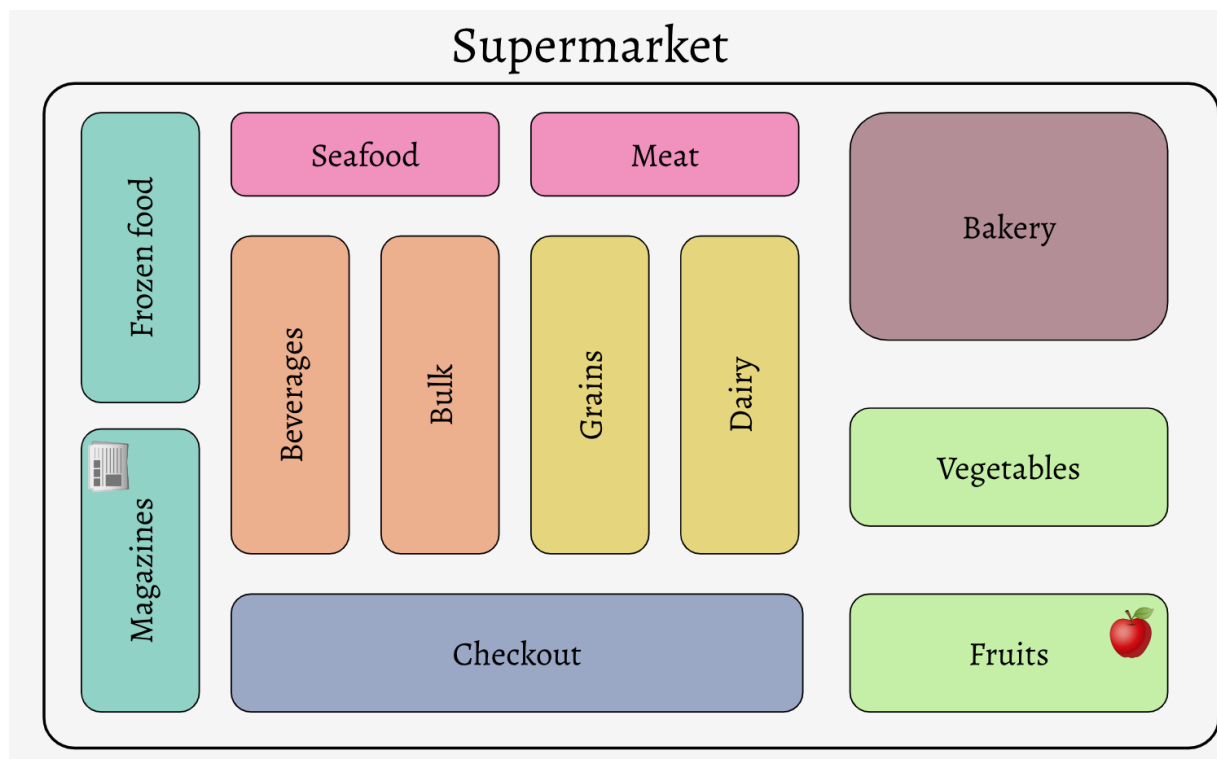 Supermarket
Seafood
Meat
Frozen food
Bakery
Beverages
Bulk
Grains
Dairy
Vegetables
Magazines
Checkout
Fruits